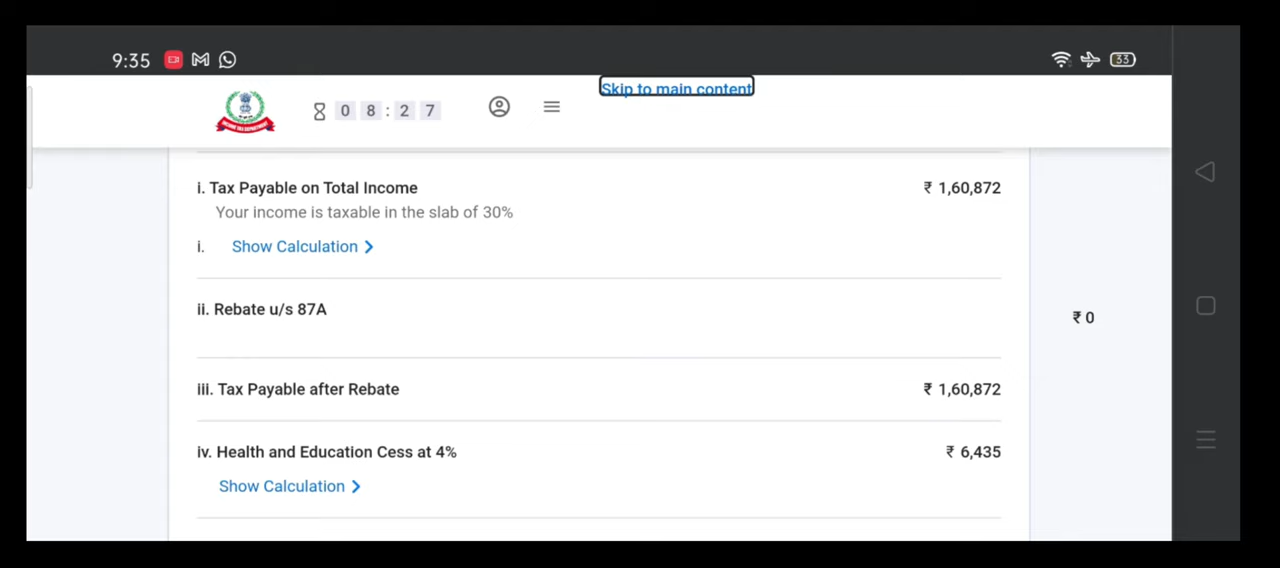 9:35
33
Skip to main content
0 8 : 2 7
i. Tax Payable on Total Income ₹ 1,60,872
Your income is taxable in the slab of 30%
i. Show Calculation
ii. Rebate u/s 87A
₹ 0
iii. Tax Payable after Rebate ₹ 1,60,872
iv. Health and Education Cess at 4% ₹ 6,435
Show Calculation